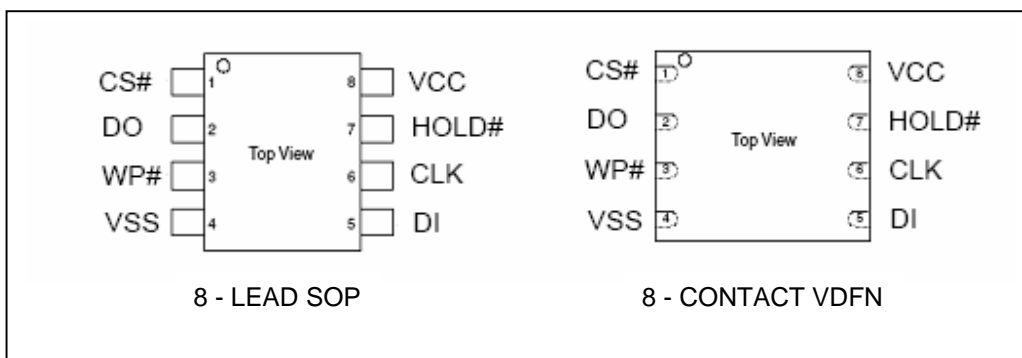 CS# 1 8 VCC
DO 2 7 HOLD#
Top View
WP# 3 6 CLK
VSS 4 5 DI
8 - LEAD SOP
CS# 1 8 VCC
DO 2 7 HOLD#
Top View
WP# 3 6 CLK
VSS 4 5 DI
8 - CONTACT VDFN